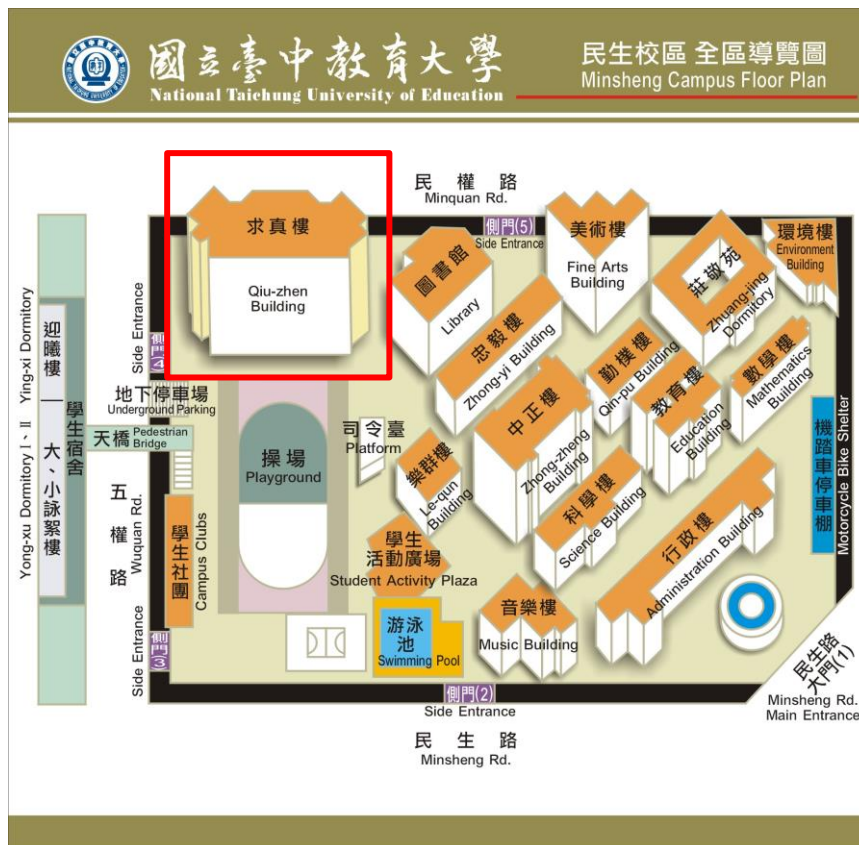 國立臺中教育大學
National Taichung University of Education
民生校區 全區導覽圖
Minsheng Campus Floor Plan
民權路
Minquan Rd.
求真樓
Qiu-zhen
Building
圖書館
Library
側門(5)
Side Entrance
美術樓
Fine Arts
Building
莊敬苑
Zhuang-jing
Dormitory
環境樓
Environment
Building
忠毅樓
Zhong-yi Building
勤樸樓
Qin-pu Building
數學樓
Mathematics
Building
教育樓
Education
Building
中正樓
Zhong-zheng
Building
Side Entrance
側門(4)
地下停車場
Underground Parking
天橋
Pedestrian
Bridge
迎曦樓 — 大、小詠絮樓
Yong-xu Dormitory I、II Ying-xi Dormitory
學生宿舍
五權路
Wuquan Rd.
操場
Playground
司令臺
Platform
樂群樓
Le-qun
Building
科學樓
Science Building
行政樓
Administration Building
機踏車停車棚
Motorcycle Bike Shelter
學生社團
Campus Clubs
學生
活動廣場
Student Activity Plaza
游泳
池
Swimming Pool
音樂樓
Music Building
Side Entrance
側門(3)
側門(2)
Side Entrance
民生路
Minsheng Rd.
民生路
大門(1)
Minsheng Rd.
Main Entrance